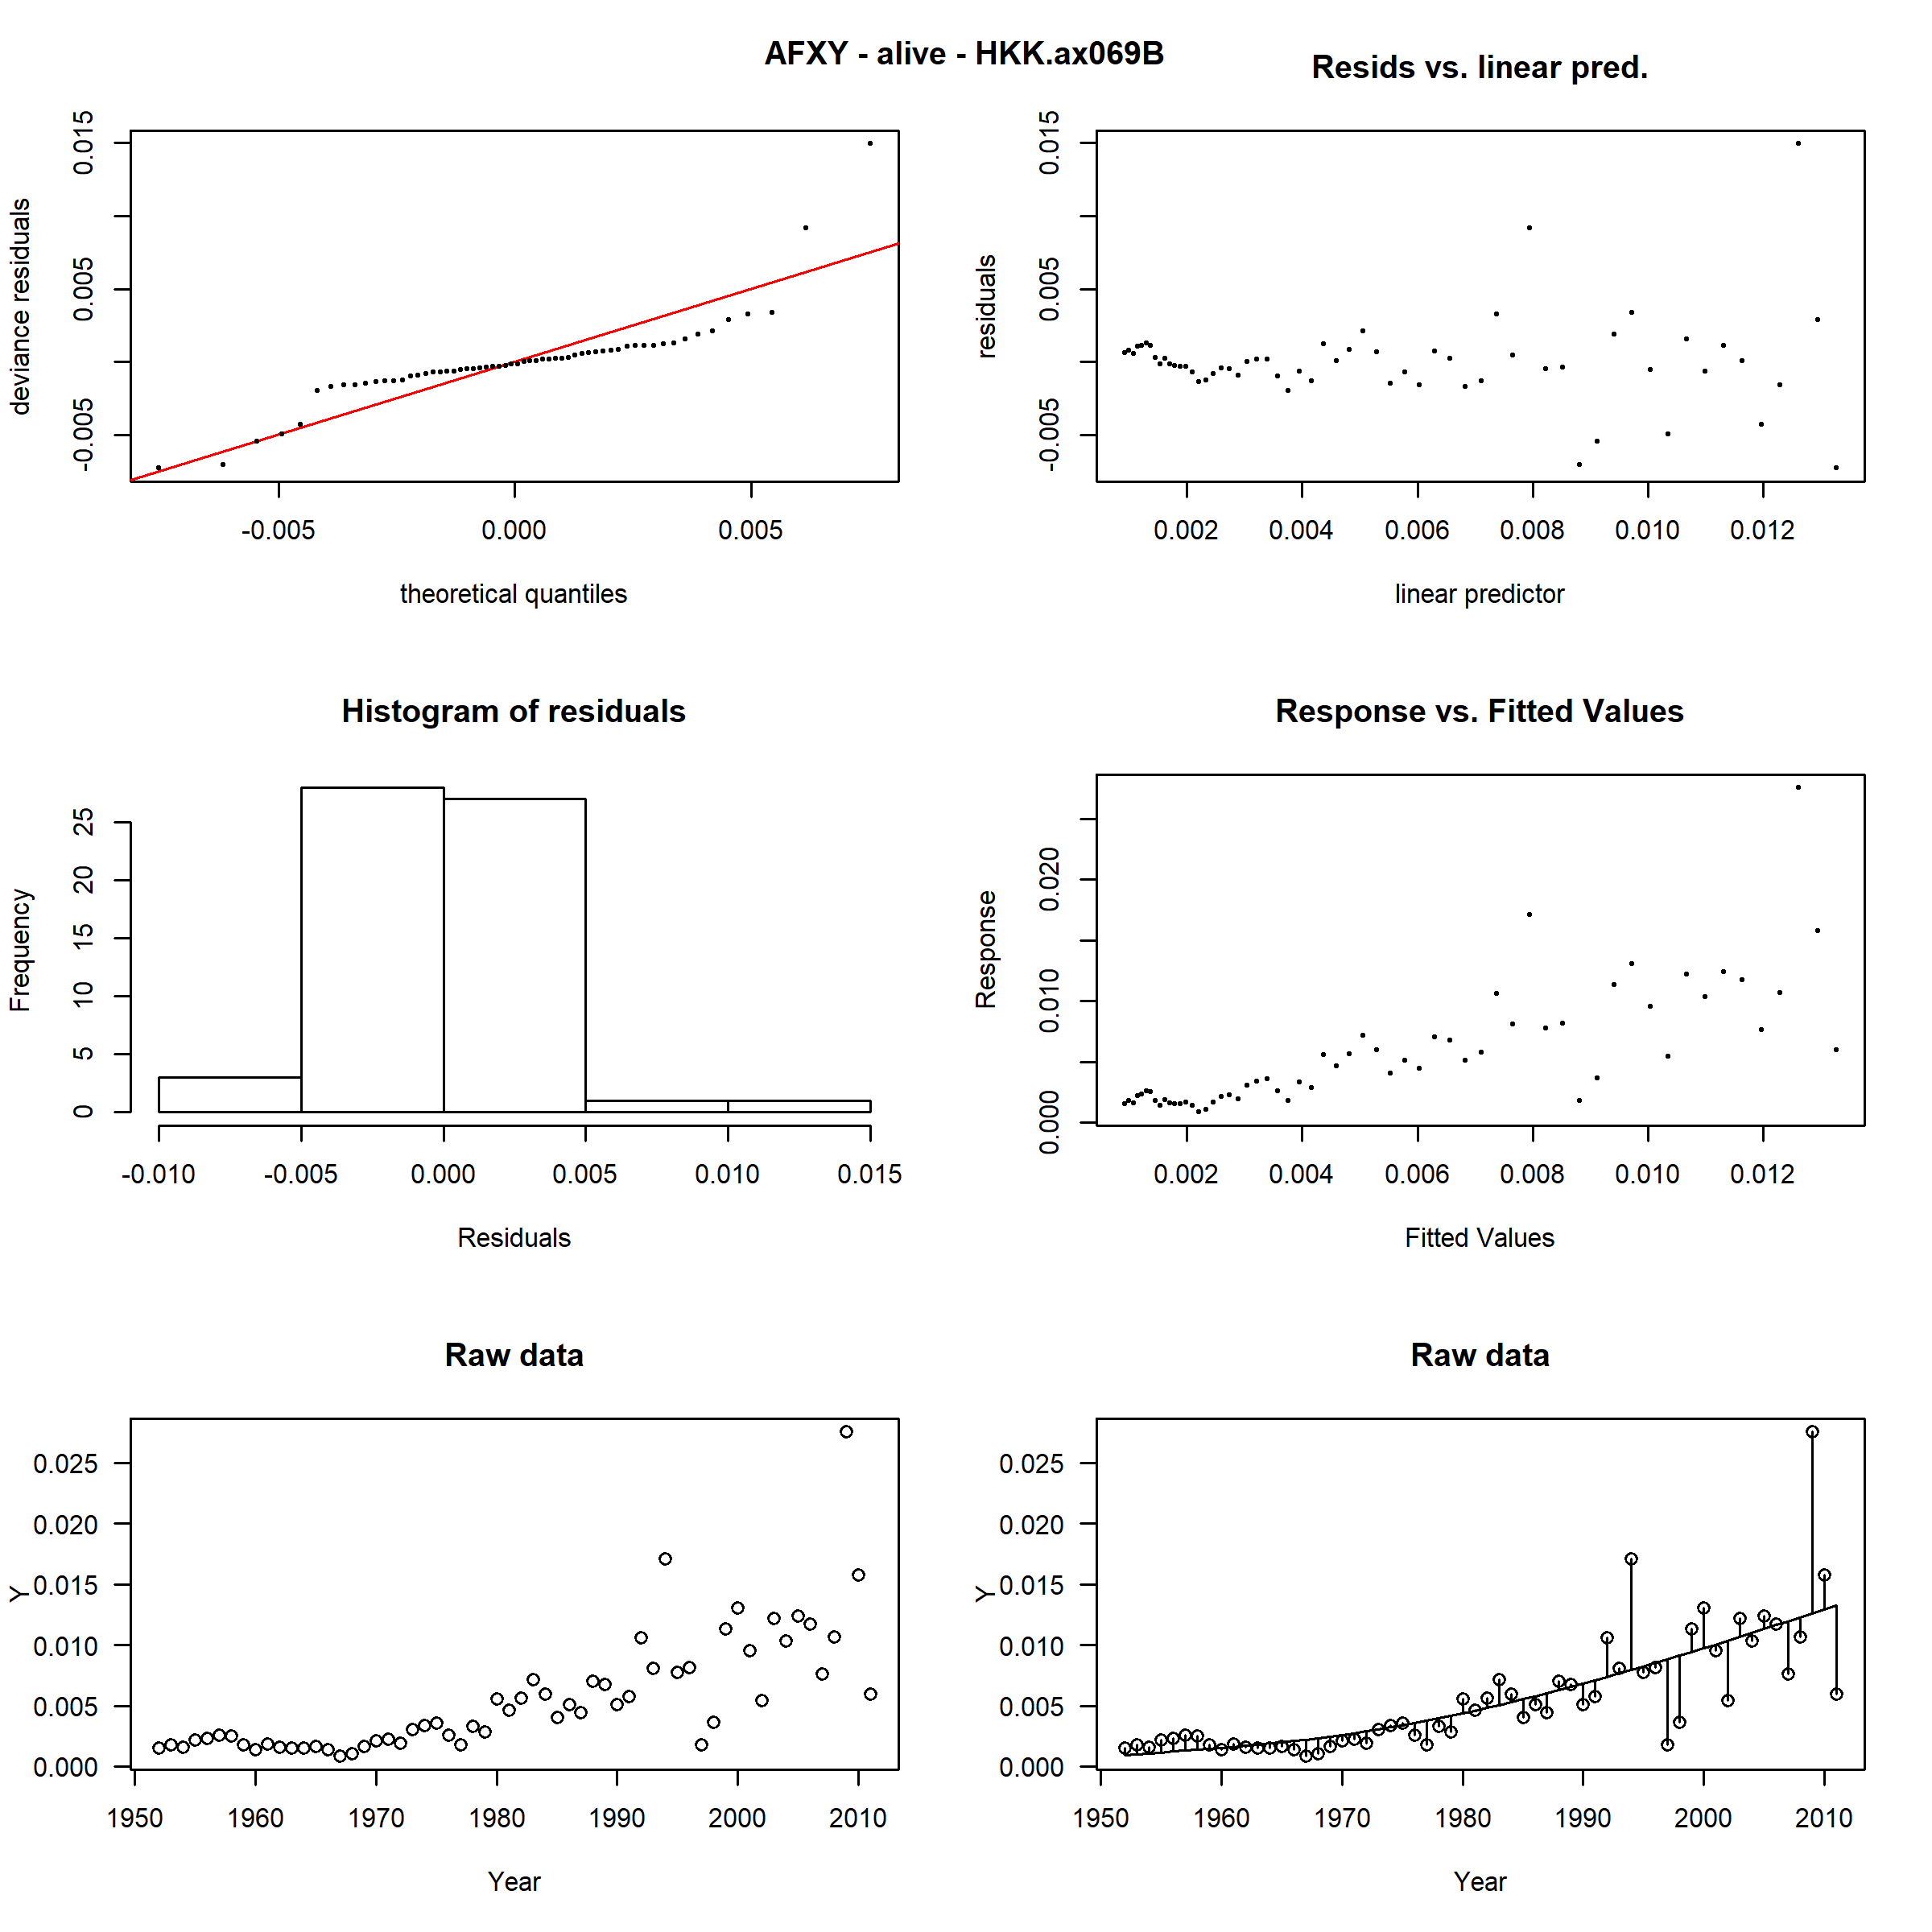 AFXY - alive - HKK.ax069B
Resids vs. linear pred.
deviance residuals
-0.005 0.005 0.015
-0.005 0.000 0.005
theoretical quantiles
residuals
-0.005 0.005 0.015
0.002 0.004 0.006 0.008 0.010 0.012
linear predictor
Histogram of residuals
Frequency
0 5 10 15 20 25
-0.010 -0.005 0.000 0.005 0.010 0.015
Residuals
Response vs. Fitted Values
Response
0.000 0.010 0.020
0.002 0.004 0.006 0.008 0.010 0.012
Fitted Values
Raw data
Y
0.025
0.020
0.015
0.010
0.005
0.000
1950 1960 1970 1980 1990 2000 2010
Year
Raw data
Y
0.025
0.020
0.015
0.010
0.005
0.000
1950 1960 1970 1980 1990 2000 2010
Year